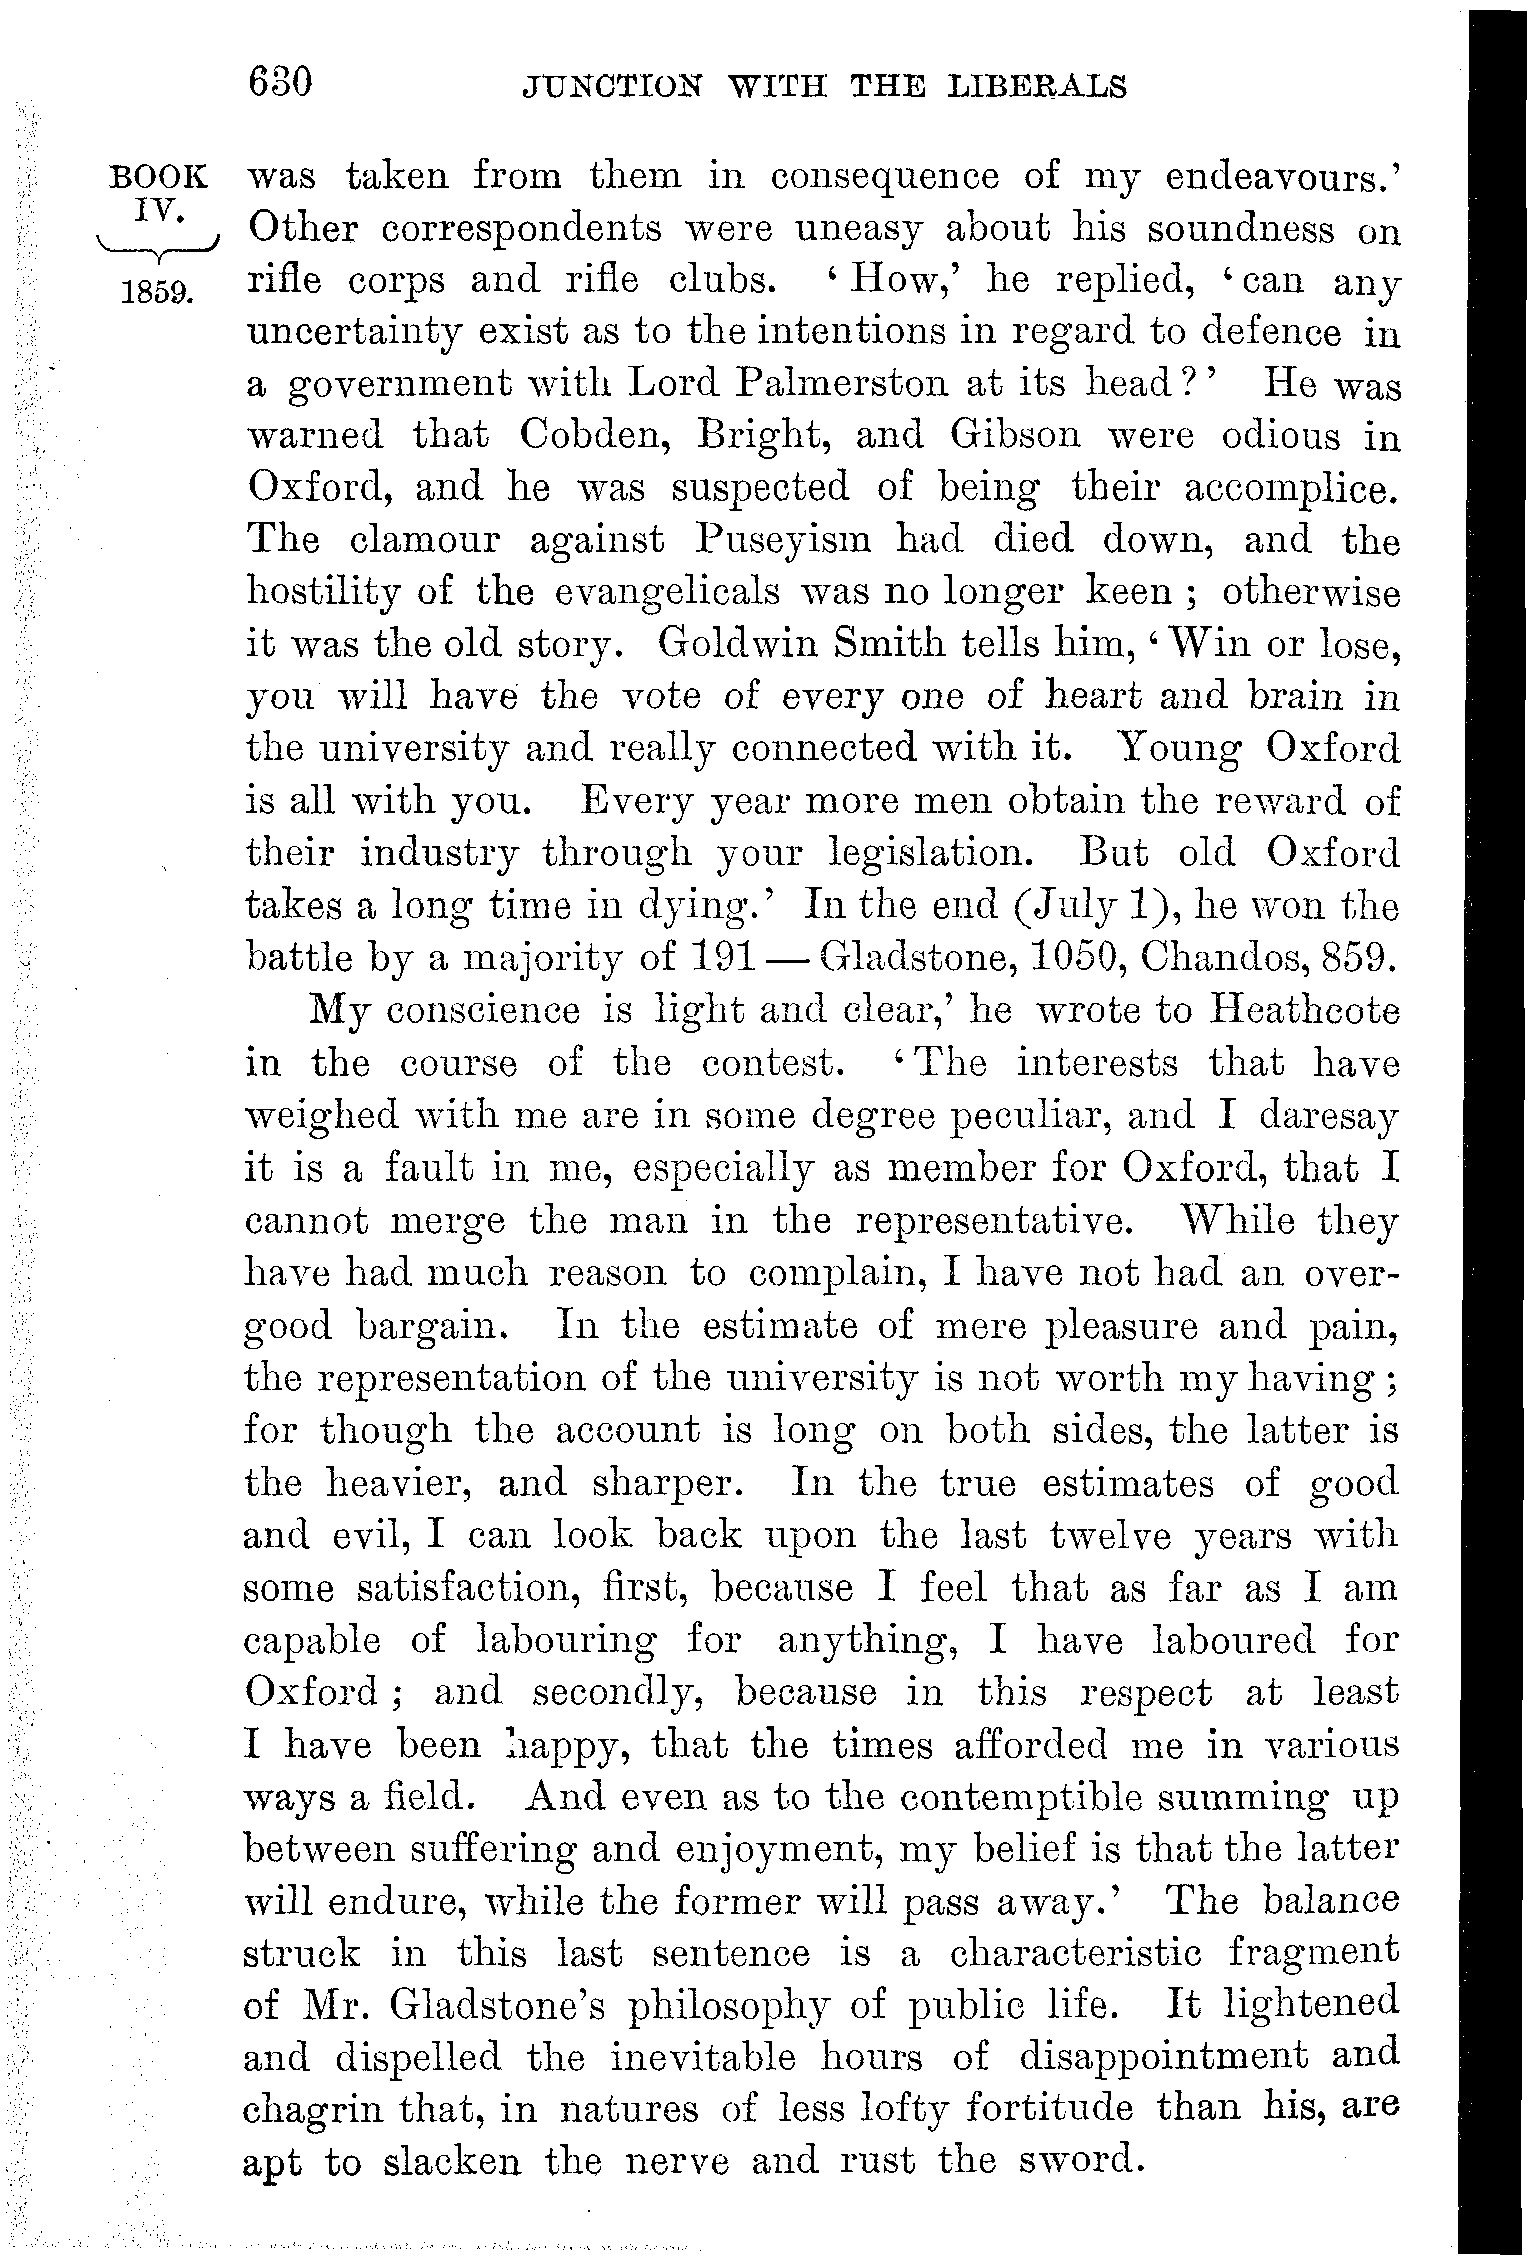 630 JUNCTION WITH THE LIBERALS
BOOK
IV.
1859.
was taken from them in consequence of my endeavours.’
Other correspondents were uneasy about his soundness on
rifle corps and rifle clubs. ‘How,’ he replied, ‘can any
uncertainty exist as to the intentions in regard to defence in
a government with Lord Palmerston at its head?’ He was
warned that Cobden, Bright, and Gibson were odious in
Oxford, and he was suspected of being their accomplice.
The clamour against Puseyism had died down, and the
hostility of the evangelicals was no longer keen; otherwise
it was the old story. Goldwin Smith tells him, ‘Win or lose,
you will have the vote of every one of heart and brain in
the university and really connected with it. Young Oxford
is all with you. Every year more men obtain the reward of
their industry through your legislation. But old Oxford
takes a long time in dying.’ In the end (July 1), he won the
battle by a majority of 191—Gladstone, 1050, Chandos, 859.
My conscience is light and clear,’ he wrote to Heathcote
in the course of the contest. ‘The interests that have
weighed with me are in some degree peculiar, and I daresay
it is a fault in me, especially as member for Oxford, that I
cannot merge the man in the representative. While they
have had much reason to complain, I have not had an over-
good bargain. In the estimate of mere pleasure and pain,
the representation of the university is not worth my having;
for though the account is long on both sides, the latter is
the heavier, and sharper. In the true estimates of good
and evil, I can look back upon the last twelve years with
some satisfaction, first, because I feel that as far as I am
capable of labouring for anything, I have laboured for
Oxford; and secondly, because in this respect at least
I have been happy, that the times afforded me in various
ways a field. And even as to the contemptible summing up
between suffering and enjoyment, my belief is that the latter
will endure, while the former will pass away.’ The balance
struck in this last sentence is a characteristic fragment
of Mr. Gladstone’s philosophy of public life. It lightened
and dispelled the inevitable hours of disappointment and
chagrin that, in natures of less lofty fortitude than his, are
apt to slacken the nerve and rust the sword.